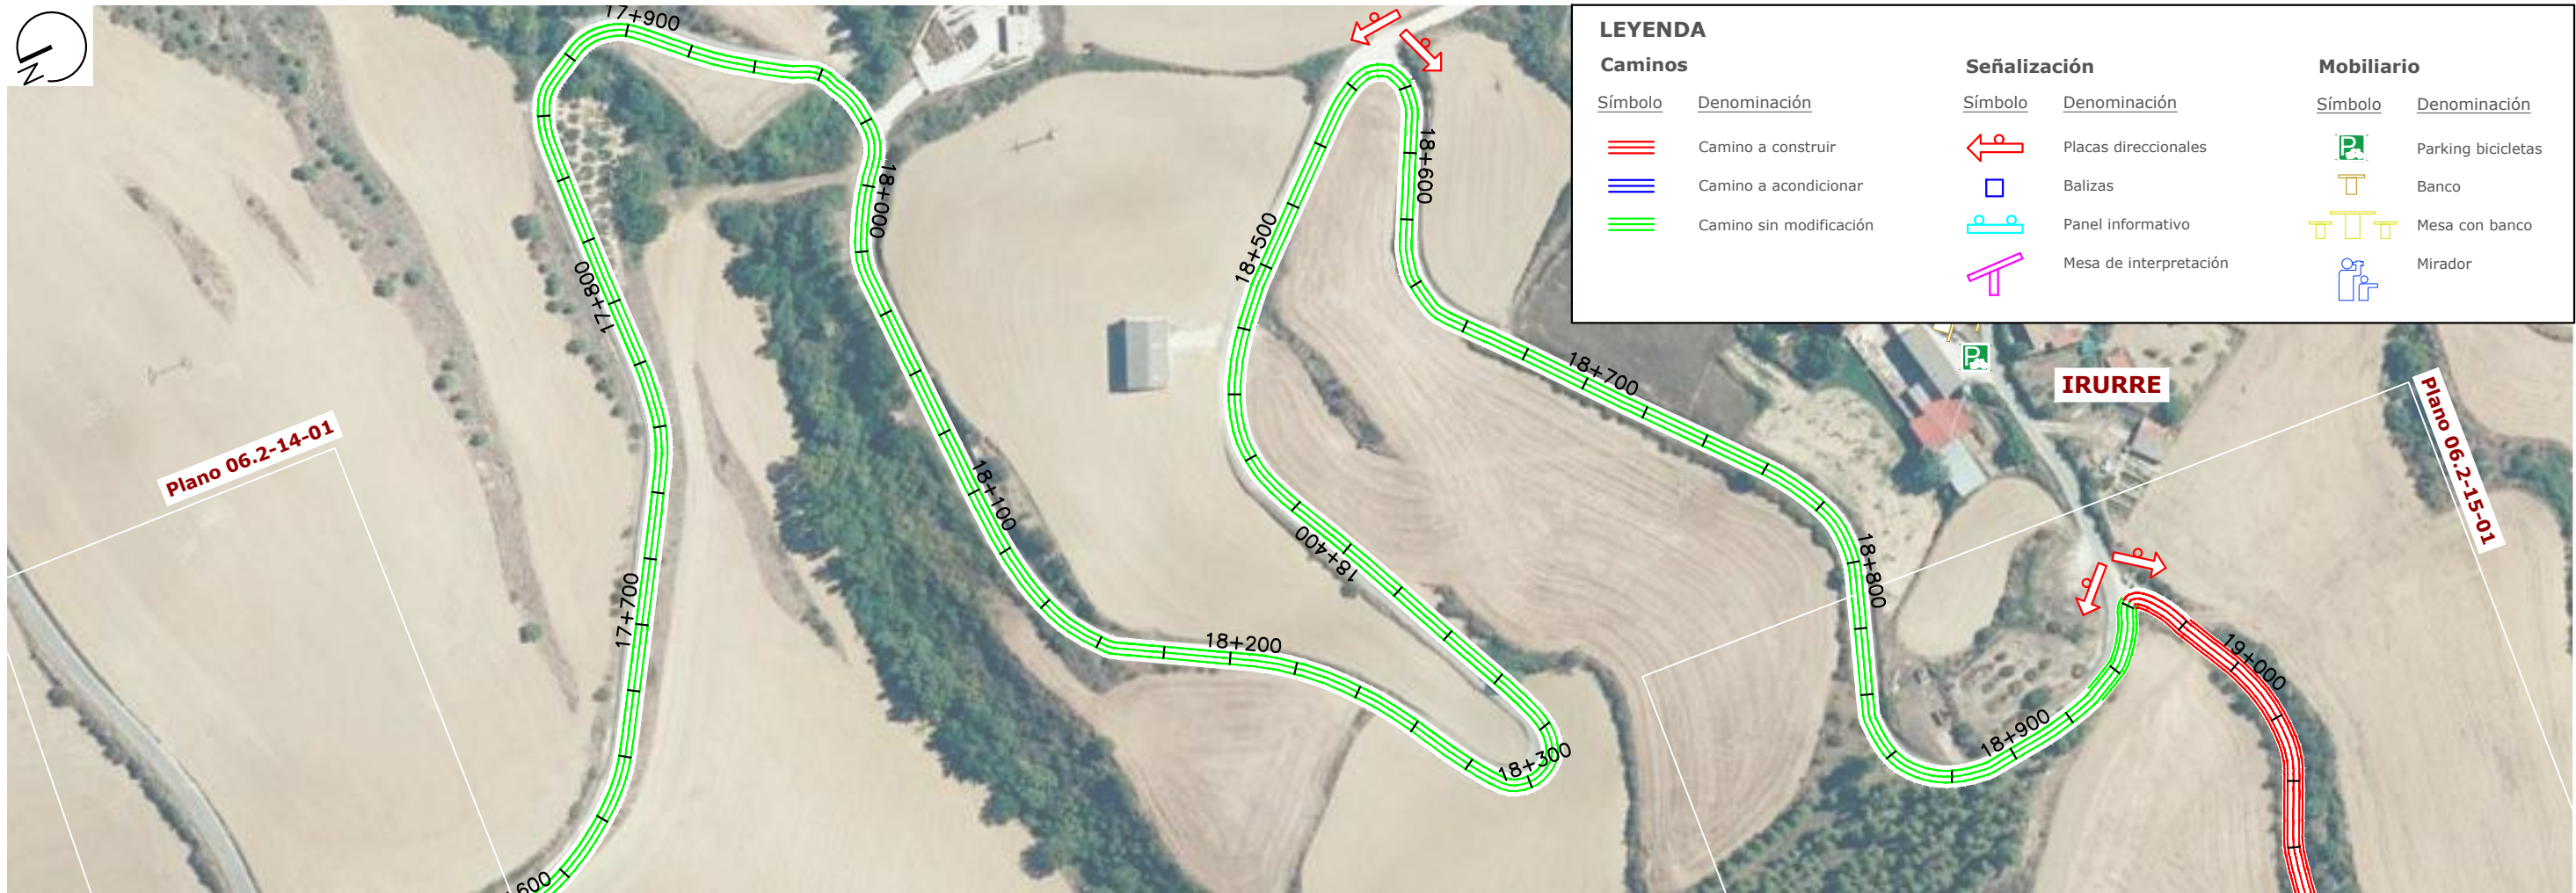 N
LEYENDA
Caminos
Símbolo Denominación
Camino a construir
Camino a acondicionar
Camino sin modificación
Señalización
Símbolo Denominación
Placas direccionales
Balizas
Panel informativo
Mesa de interpretación
Mobiliario
Símbolo Denominación
P Parking bicicletas
Banco
Mesa con banco
Mirador
17+900
17+800
17+700
600
18+000
18+100
18+200
18+300
18+400
18+500
18+600
18+700
18+800
18+900
19+000
P
IRURRE
Plano 06.2-14-01
Plano 06.2-15-01